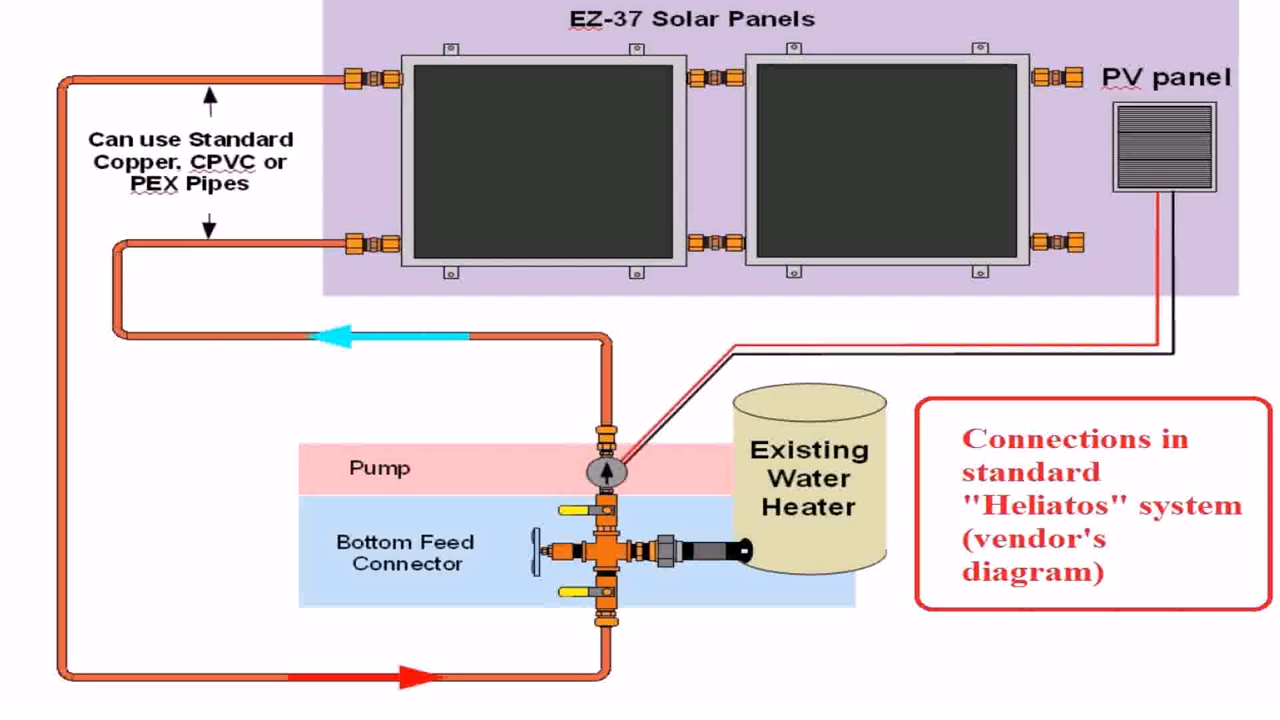 EZ-37 Solar Panels
PV panel
Can use Standard
Copper, CPVC or
PEX Pipes
Existing
Water
Heater
Pump
Bottom Feed
Connector
Connections in
standard
"Heliatos" system
(vendor's
diagram)